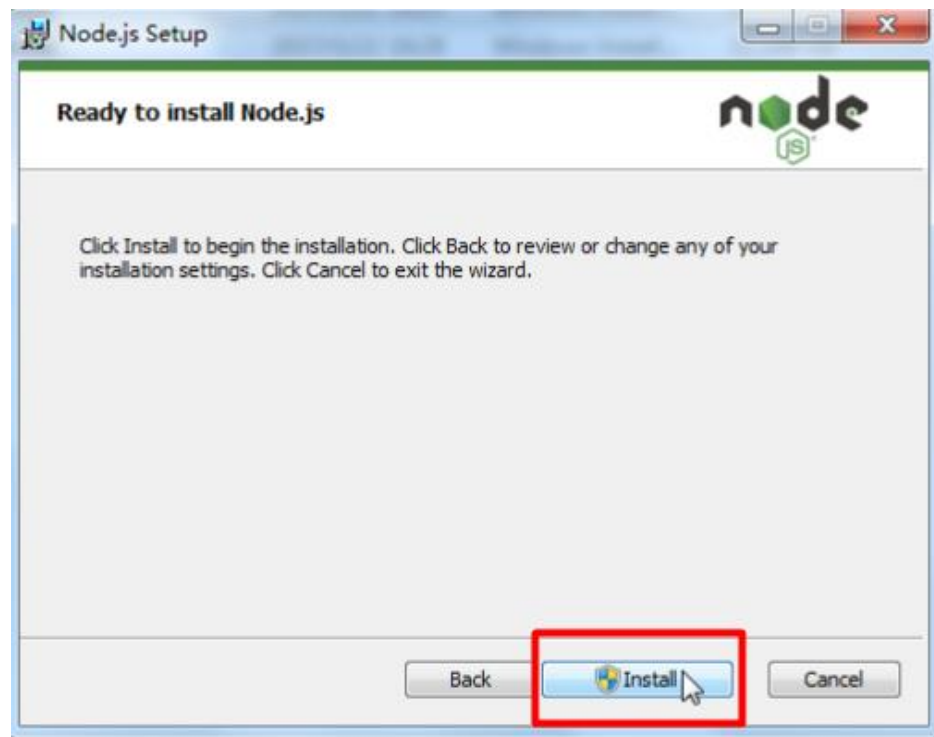 Node.js Setup
Ready to install Node.js
node
JS
Click Install to begin the installation. Click Back to review or change any of your
installation settings. Click Cancel to exit the wizard.
Back Install Cancel